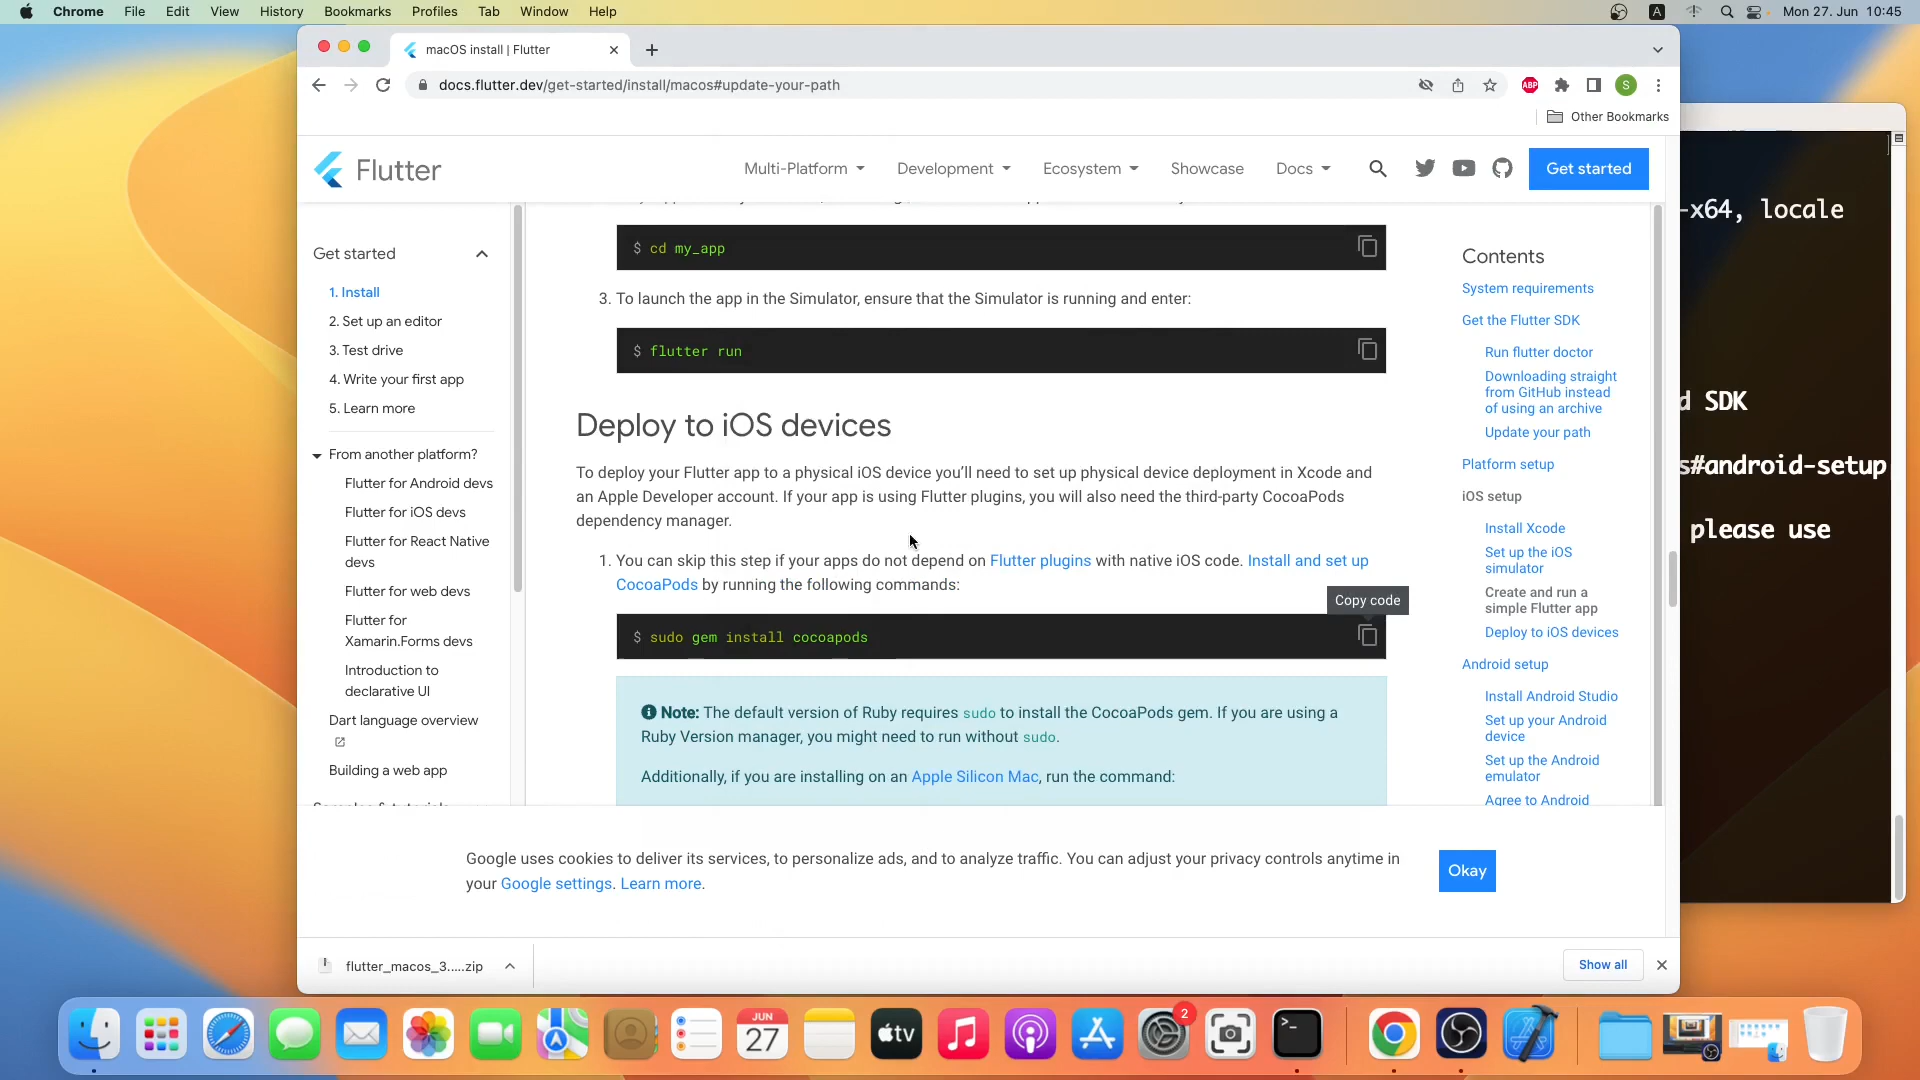 Chrome File Edit View History Bookmarks Profiles Tab Window Help
A
Mon 27. Jun 10:45
macOS install | Flutter
docs.flutter.dev/get-started/install/macos#update-your-path
ABP
S
Other Bookmarks
Flutter
Multi-Platform Development Ecosystem Showcase Docs
Get started
Get started
1. Install
2. Set up an editor
3. Test drive
4. Write your first app
5. Learn more
From another platform?
Flutter for Android devs
Flutter for iOS devs
Flutter for React Native
devs
Flutter for web devs
Flutter for
Xamarin.Forms devs
Introduction to
declarative UI
Dart language overview
Building a web app
$ cd my_app
3. To launch the app in the Simulator, ensure that the Simulator is running and enter:
$ flutter run
Deploy to iOS devices
To deploy your Flutter app to a physical iOS device you’ll need to set up physical device deployment in Xcode and
an Apple Developer account. If your app is using Flutter plugins, you will also need the third-party CocoaPods
dependency manager.
1. You can skip this step if your apps do not depend on Flutter plugins with native iOS code. Install and set up
CocoaPods by running the following commands:
Copy code
$ sudo gem install cocoapods
Note: The default version of Ruby requires sudo to install the CocoaPods gem. If you are using a
Ruby Version manager, you might need to run without sudo.
Additionally, if you are installing on an Apple Silicon Mac, run the command:
Contents
System requirements
Get the Flutter SDK
Run flutter doctor
Downloading straight
from GitHub instead
of using an archive
Update your path
Platform setup
iOS setup
Install Xcode
Set up the iOS
simulator
Create and run a
simple Flutter app
Deploy to iOS devices
Android setup
Install Android Studio
Set up your Android
device
Set up the Android
emulator
Agree to Android
-x64, locale
d SDK
s#android-setup
please use
Google uses cookies to deliver its services, to personalize ads, and to analyze traffic. You can adjust your privacy controls anytime in
your Google settings. Learn more.
Okay
flutter_macos_3.....zip
Show all
JUN
27
tv
2